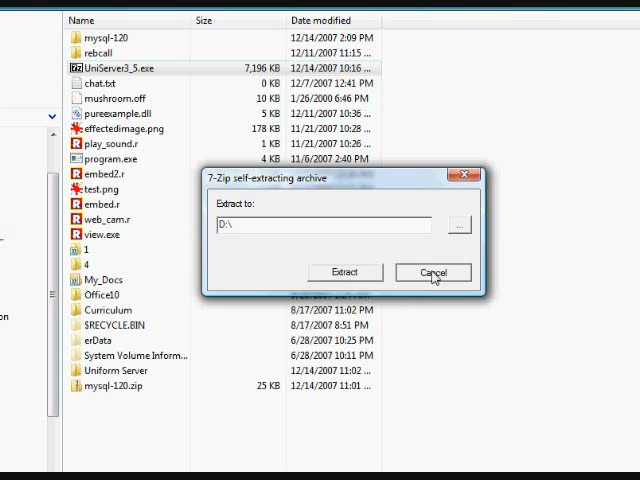 Name Size Date modified
mysql-120 12/14/2007 2:09 PM
rebcall 12/11/2007 11:15 ...
UniServer3_5.exe 7,196 KB 12/14/2007 10:16 ...
chat.txt 0 KB 12/7/2007 12:41 PM
mushroom.off 10 KB 1/26/2000 6:46 PM
pureexample.dll 5 KB 12/11/2007 10:36 ...
effectedimage.png 178 KB 11/21/2007 10:28 ...
play_sound.r 1 KB 11/21/2007 10:29 ...
program.exe 4 KB 11/6/2007 2:40 PM
embed2.r
test.png
embed.r
web_cam.r
view.exe
1
4
My_Docs
Office10
Curriculum 8/17/2007 11:02 PM
$RECYCLE.BIN 8/17/2007 8:51 PM
erData 6/28/2007 10:25 PM
System Volume Inform... 6/28/2007 10:11 PM
Uniform Server 12/14/2007 11:02 ...
mysql-120.zip 25 KB 12/14/2007 11:01 ...
7-Zip self-extracting archive
Extract to:
D:\
...
Extract Cancel
on